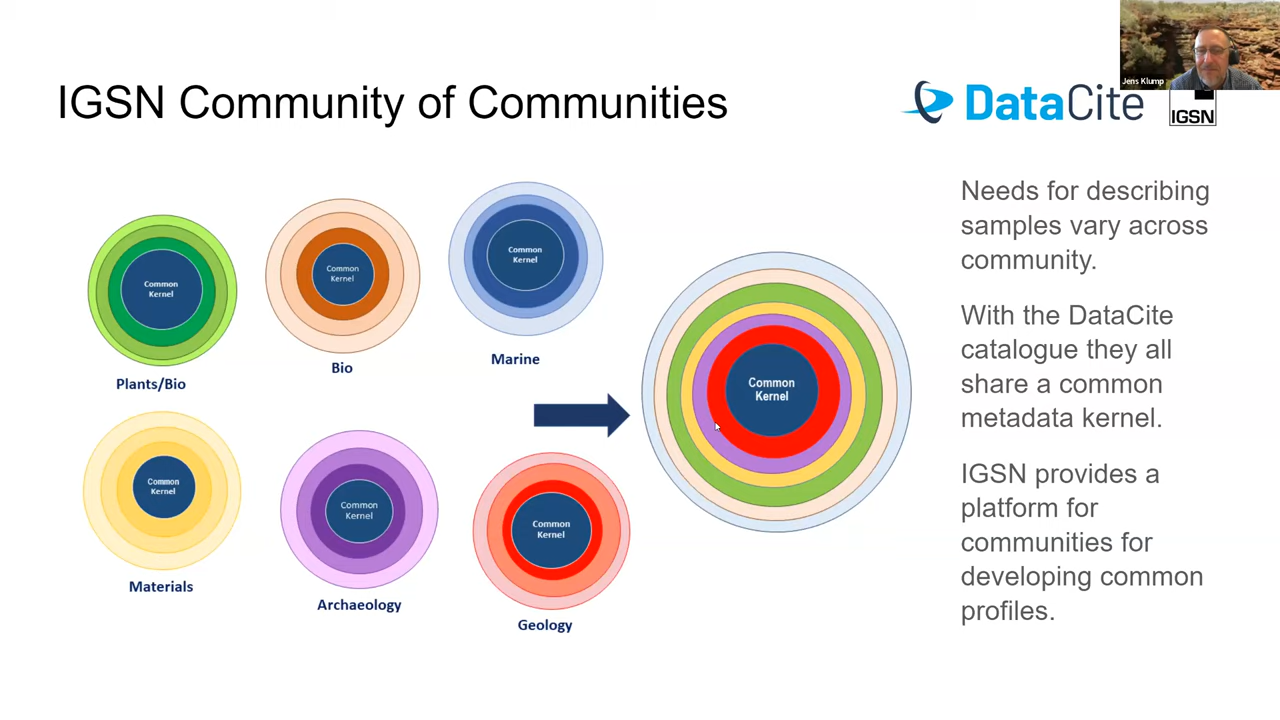 Jens Klump
IGSN Community of Communities
DataCite
IGSN
Common
Kernel
Plants/Bio
Common
Kernel
Bio
Common
Kernel
Marine
Common
Kernel
Materials
Common
Kernel
Archaeology
Common
Kernel
Geology
Common
Kernel
Needs for describing
samples vary across
community.
With the DataCite
catalogue they all
share a common
metadata kernel.
IGSN provides a
platform for
communities for
developing common
profiles.